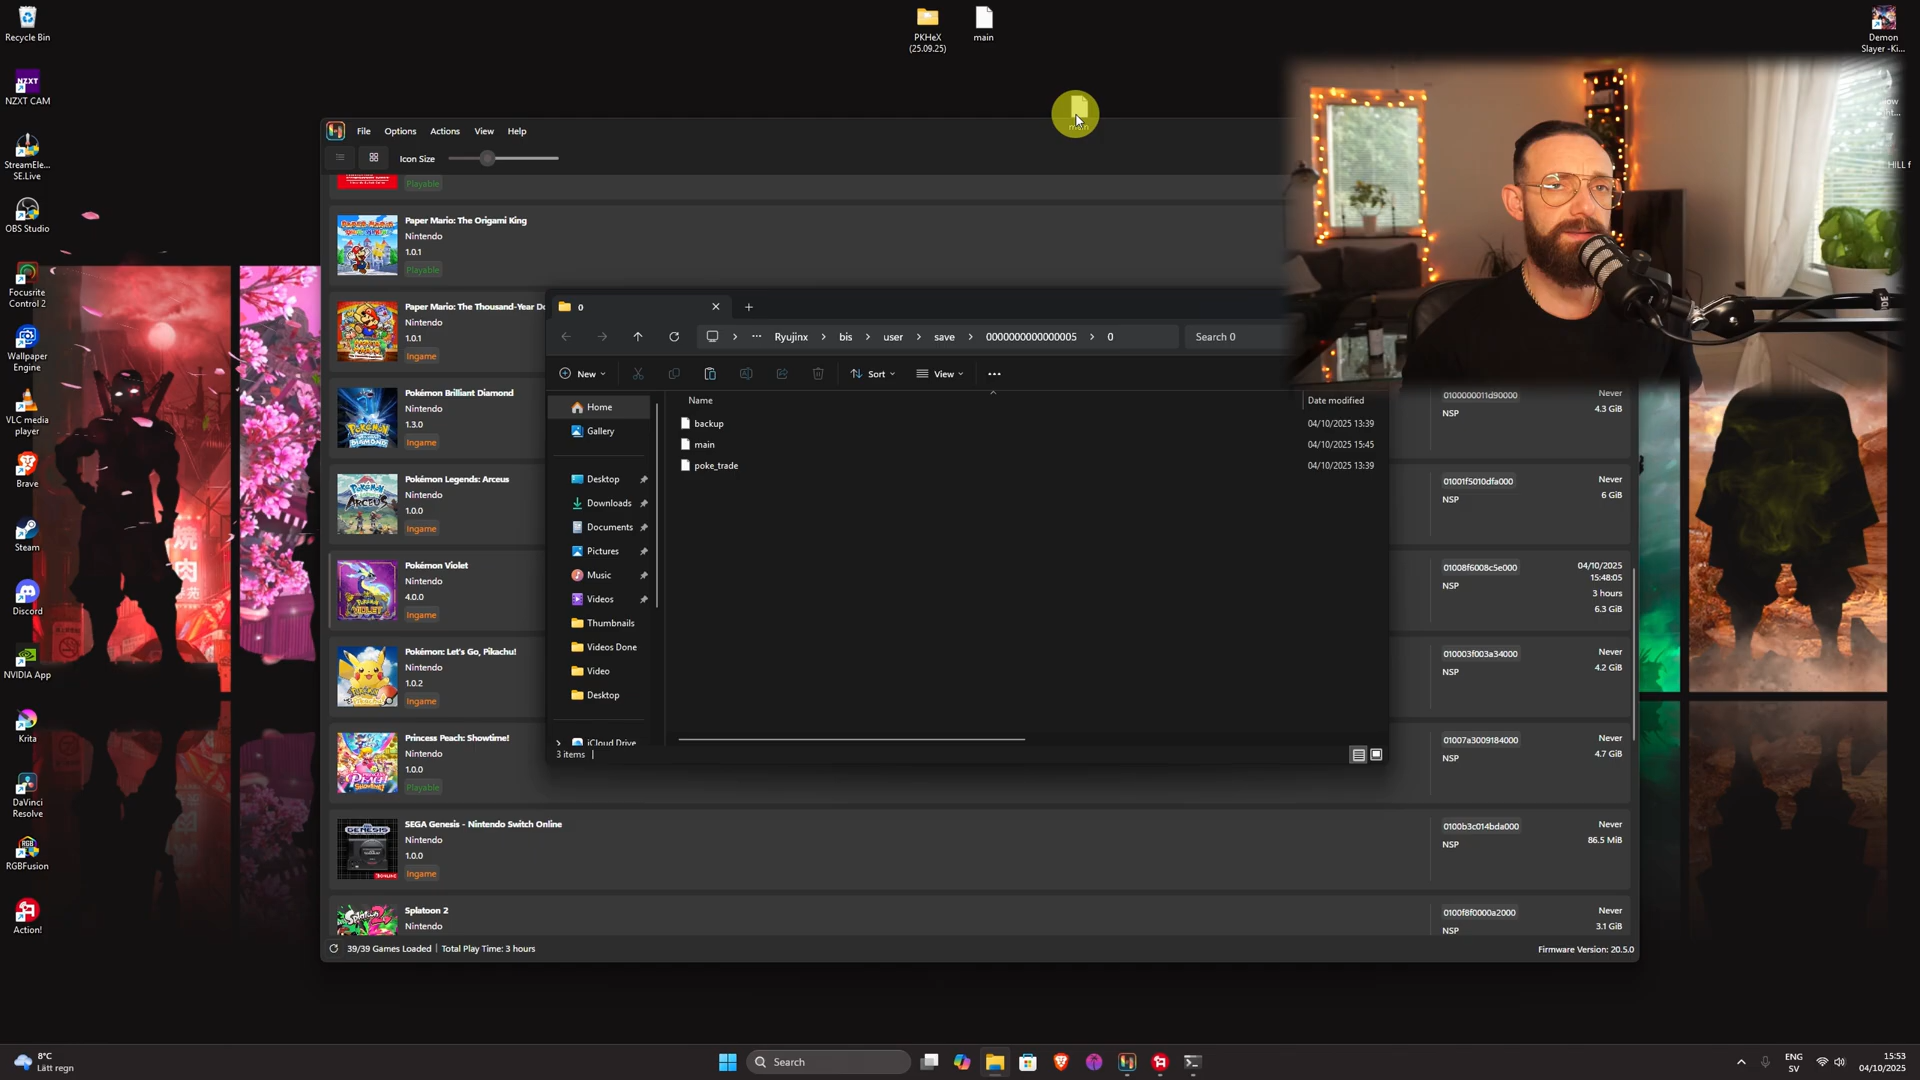 Recycle Bin
PKHeX
(25.09.25)
main
Demon
Slayer -Ki...
NZXT CAM
StreamEle...
SE.Live
OBS Studio
Focusrite
Control 2
Wallpaper
Engine
VLC media
player
Brave
Steam
Discord
NVIDIA App
Krita
DaVinci
Resolve
RGBFusion
Action!
File
Options
Actions
View
Help
Icon Size
Playable
Paper Mario: The Origami King
Nintendo
1.0.1
Playable
Paper Mario: The Thousand-Year Do
Nintendo
1.0.1
Ingame
Pokémon Brilliant Diamond
Nintendo
1.3.0
Ingame
0100000011d90000
NSP
Never
4.3 GiB
Pokémon Legends: Arceus
Nintendo
1.0.0
Ingame
01001f5010dfa000
NSP
Never
6 GiB
Pokémon Violet
Nintendo
4.0.0
Ingame
01008f6008c5e000
NSP
04/10/2025
15:48:05
3 hours
6.3 GiB
Pokémon: Let's Go, Pikachu!
Nintendo
1.0.2
Ingame
010003f003a34000
NSP
Never
4.2 GiB
Princess Peach: Showtime!
Nintendo
1.0.0
Playable
01007a3009184000
NSP
Never
4.7 GiB
SEGA Genesis - Nintendo Switch Online
Nintendo
1.0.0
Ingame
0100b3c014bda000
NSP
Never
86.5 MiB
Splatoon 2
Nintendo
0100f8f0000a2000
NSP
Never
3.1 GiB
39/39 Games Loaded
Total Play Time: 3 hours
Firmware Version: 20.5.0
0
Ryujinx
bis
user
save
0000000000000005
0
Search 0
New
Sort
View
Home
Gallery
Desktop
Downloads
Documents
Pictures
Music
Videos
Thumbnails
Videos Done
Video
Desktop
iCloud Drive
Name
Date modified
backup
04/10/2025 13:39
main
04/10/2025 15:45
poke_trade
04/10/2025 13:39
3 items
8°C
Lätt regn
Search
ENG
SV
15:53
04/10/2025